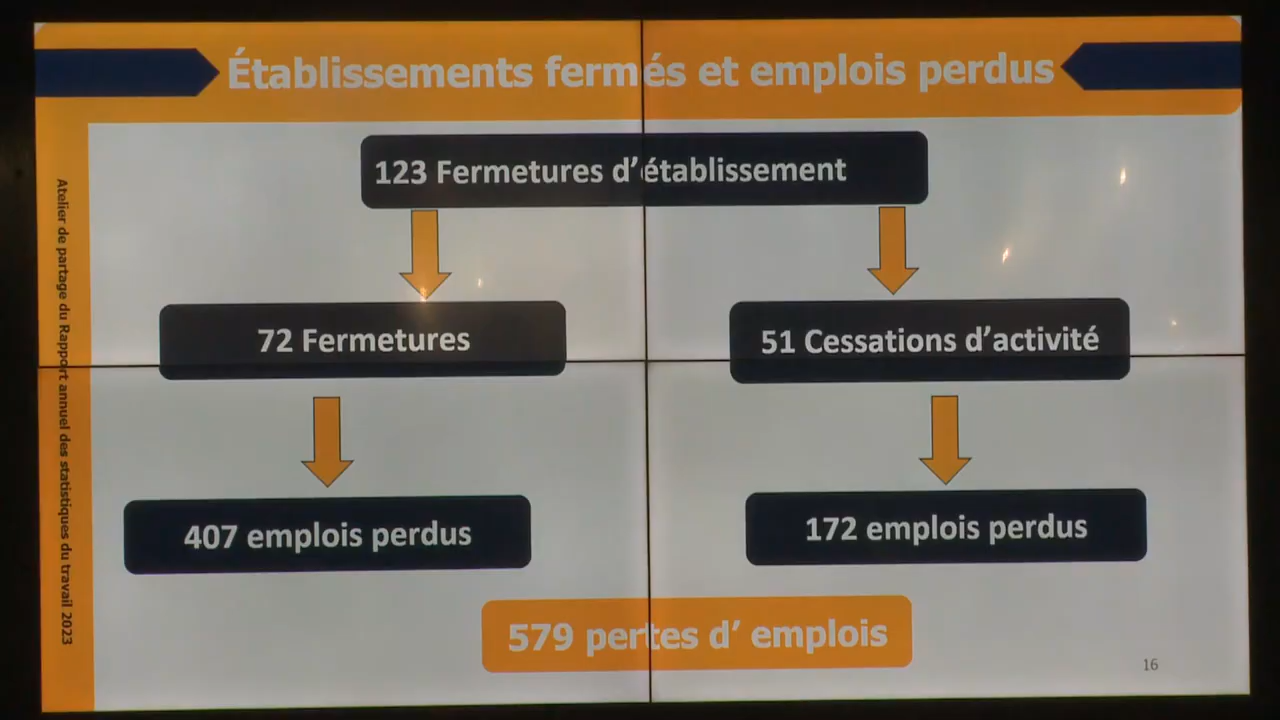 Établissements fermés et emplois perdus
123 Fermetures d’établissement
72 Fermetures
51 Cessations d’activité
407 emplois perdus
172 emplois perdus
579 pertes d’ emplois
16
Atelier de partage du Rapport annuel des statistiques du travail 2023